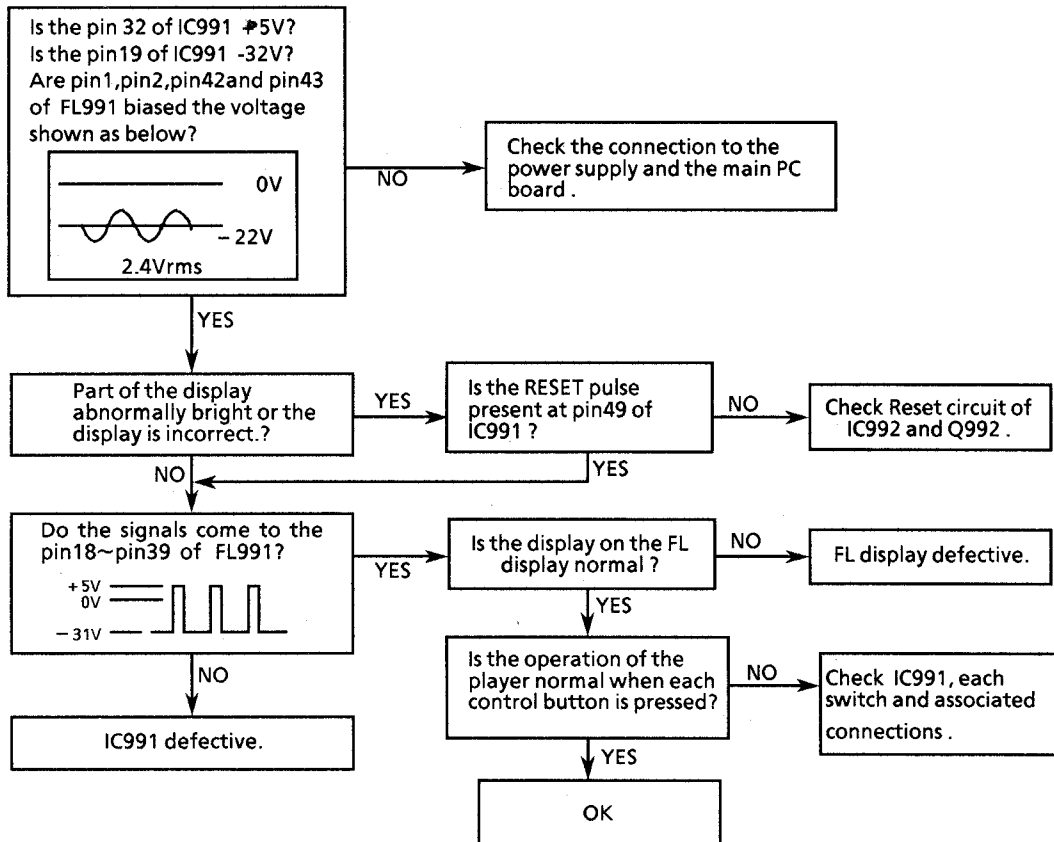 Is the pin 32 of IC991 +5V?
Is the pin19 of IC991 -32V?
Are pin1,pin2,pin42and pin43
of FL991 biased the voltage
shown as below?
0V
-22V
2.4Vrms
NO
Check the connection to the
power supply and the main PC
board .
YES
Part of the display
abnormally bright or the
display is incorrect.?
YES
Is the RESET pulse
present at pin49 of
IC991 ?
NO
Check Reset circuit of
IC992 and Q992 .
NO
YES
Do the signals come to the
pin18~pin39 of FL991?
+5V
0V
-31V
YES
Is the display on the FL
display normal ?
NO
FL display defective.
YES
NO
IC991 defective.
Is the operation of the
player normal when each
control button is pressed?
NO
Check IC991, each
switch and associated
connections .
YES
OK